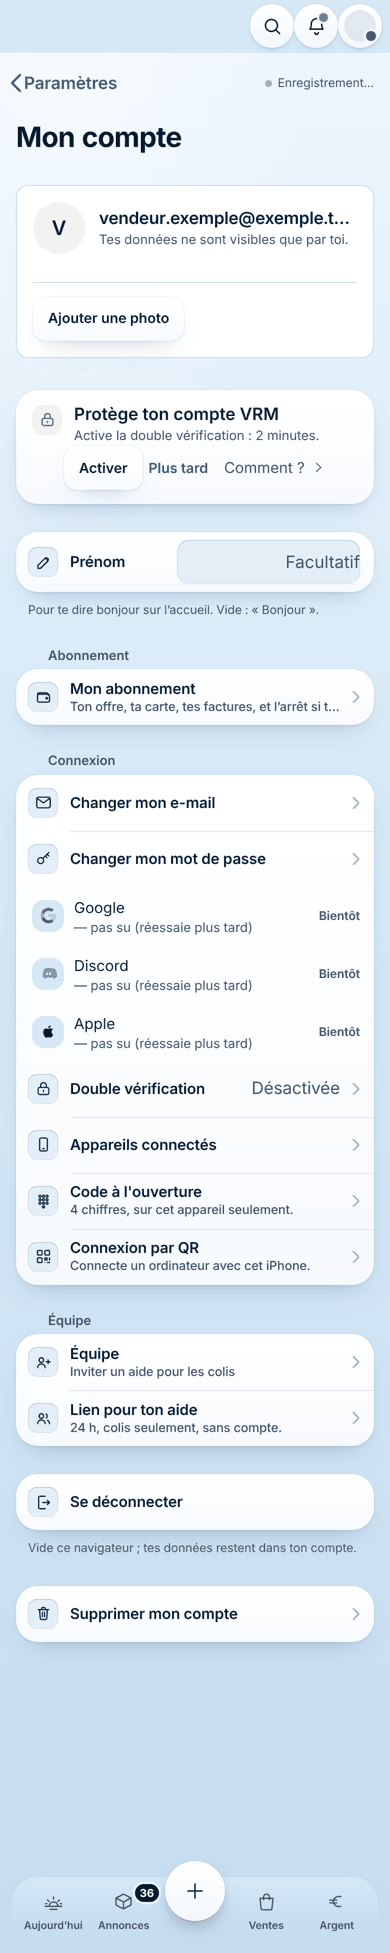 Paramètres
Enregistrement...
Mon compte
V
vendeur.exemple@exemple.t...
Tes données ne sont visibles que par toi.
Ajouter une photo
Protège ton compte VRM
Active la double vérification : 2 minutes.
Activer
Plus tard
Comment ?
Prénom
Facultatif
Pour te dire bonjour sur l'accueil. Vide : « Bonjour ».
Abonnement
Mon abonnement
Ton offre, ta carte, tes factures, et l'arrêt si t...
Connexion
Changer mon e-mail
Changer mon mot de passe
Google
— pas su (réessaie plus tard)
Bientôt
Discord
— pas su (réessaie plus tard)
Bientôt
Apple
— pas su (réessaie plus tard)
Bientôt
Double vérification
Désactivée
Appareils connectés
Code à l'ouverture
4 chiffres, sur cet appareil seulement.
Connexion par QR
Connecte un ordinateur avec cet iPhone.
Équipe
Équipe
Inviter un aide pour les colis
Lien pour ton aide
24 h, colis seulement, sans compte.
Se déconnecter
Vide ce navigateur ; tes données restent dans ton compte.
Supprimer mon compte
36
Aujourd'hui
Annonces
Ventes
Argent